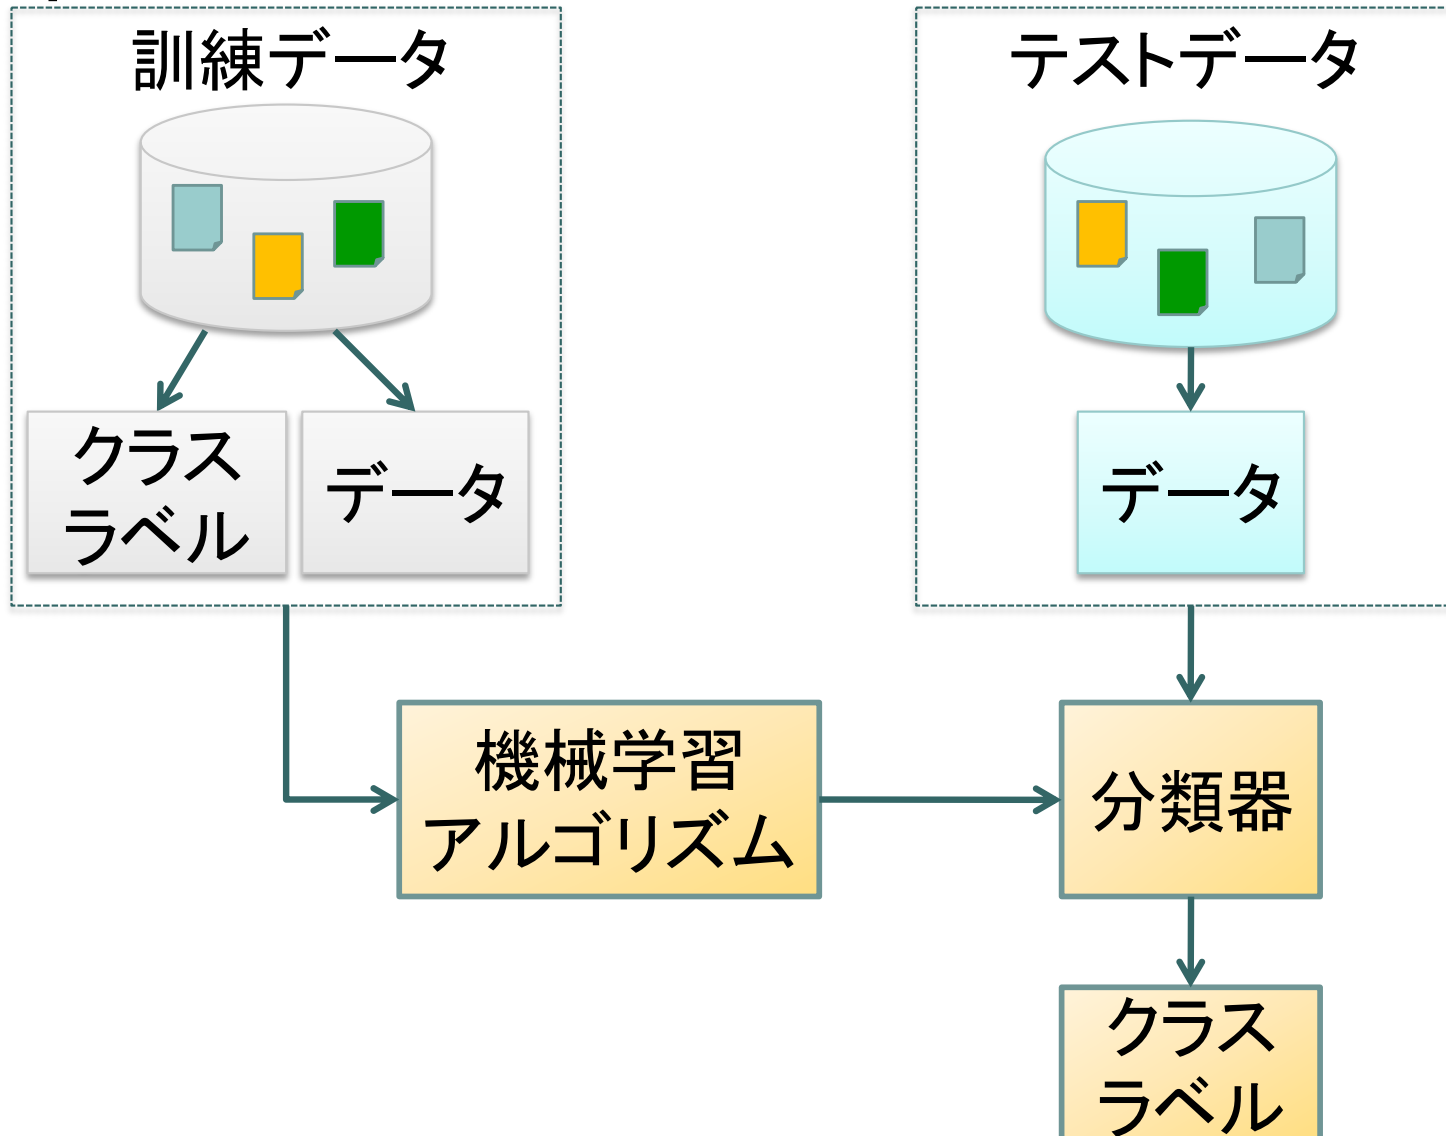 訓練データ
テストデータ
クラス
ラベル
データ
データ
機械学習
アルゴリズム
分類器
クラス
ラベル